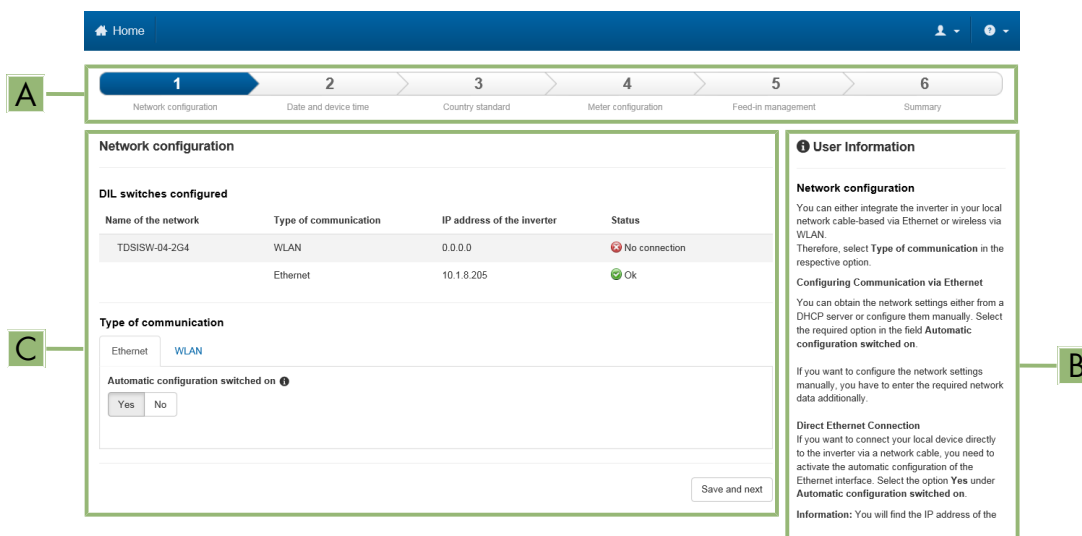 Home
A
1 2 3 4 5 6
Network configuration Date and device time Country standard Meter configuration Feed-in management Summary
Network configuration
DIL switches configured
Name of the network Type of communication IP address of the inverter Status
TDSISW-04-2G4 WLAN 0.0.0.0 No connection
Ethernet 10.1.8.205 Ok
C
Type of communication
Ethernet WLAN
Automatic configuration switched on
Yes No
Save and next
User Information
Network configuration
You can either integrate the inverter in your local
network cable-based via Ethernet or wireless via
WLAN.
Therefore, select Type of communication in the
respective option.
Configuring Communication via Ethernet
You can obtain the network settings either from a
DHCP server or configure them manually. Select
the required option in the field Automatic
configuration switched on.
B
If you want to configure the network settings
manually, you have to enter the required network
data additionally.
Direct Ethernet Connection
If you want to connect your local device directly
to the inverter via a network cable, you need to
activate the automatic configuration of the
Ethernet interface. Select the option Yes under
Automatic configuration switched on.
Information: You will find the IP address of the